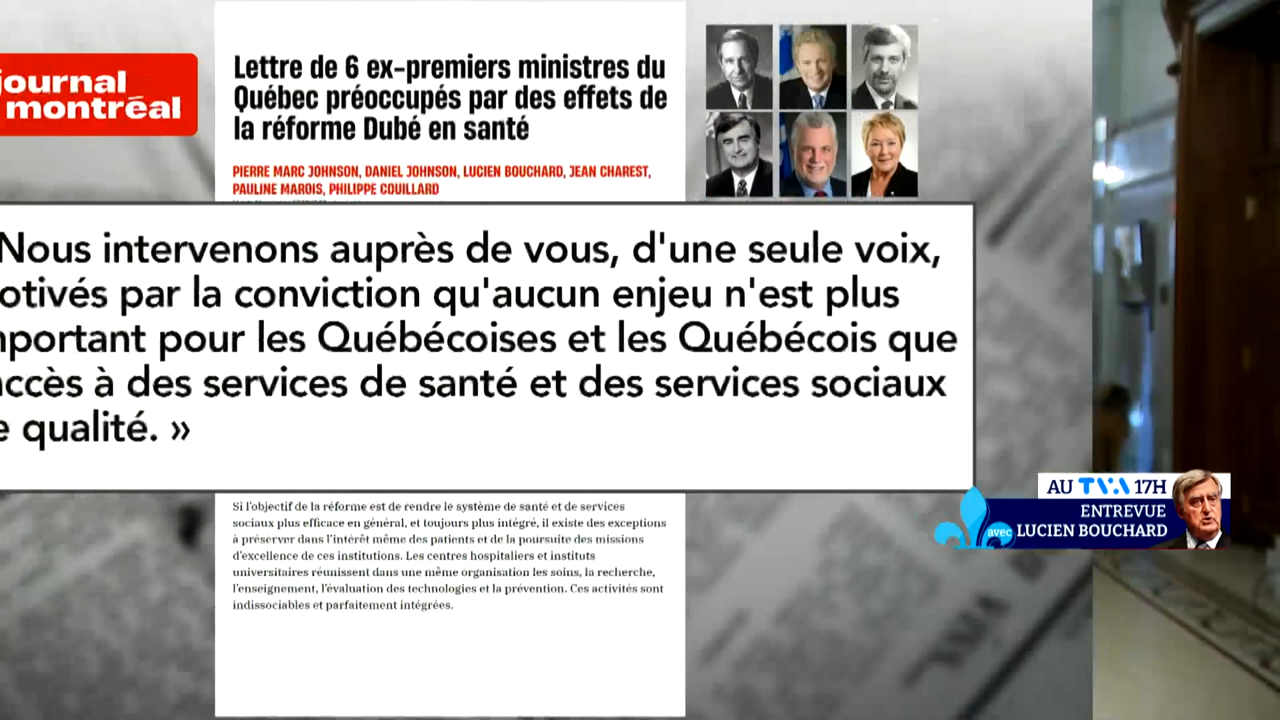 journal
montréal
Lettre de 6 ex-premiers ministres du
Québec préoccupés par des effets de
la réforme Dubé en santé
PIERRE MARC JOHNSON, DANIEL JOHNSON, LUCIEN BOUCHARD, JEAN CHAREST,
PAULINE MAROIS, PHILIPPE COUILLARD
Nous intervenons auprès de vous, d'une seule voix,
otivés par la conviction qu'aucun enjeu n'est plus
portant pour les Québécoises et les Québécois que
accès à des services de santé et des services sociaux
e qualité. »
Si l'objectif de la réforme est de rendre le système de santé et de services
sociaux plus efficace en général, et toujours plus intégré, il existe des exceptions
à préserver dans l'intérêt même des patients et de la poursuite des missions
d'excellence de ces institutions. Les centres hospitaliers et instituts
universitaires réunissent dans une même organisation les soins, la recherche,
l'enseignement, l'évaluation des technologies et la prévention. Ces activités sont
indissociables et parfaitement intégrées.
AU TVA 17H
ENTREVUE
avec LUCIEN BOUCHARD